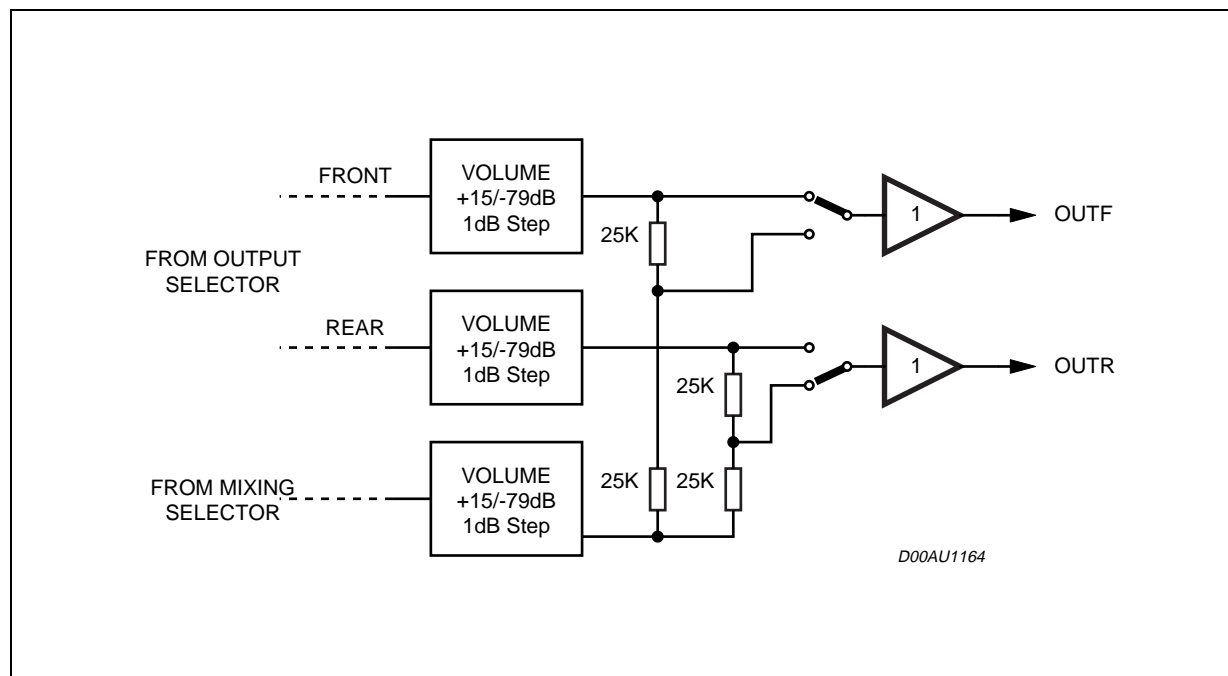 FRONT
VOLUME
+15/-79dB
1dB Step
25K
1
OUTF
FROM OUTPUT
SELECTOR
REAR
VOLUME
+15/-79dB
1dB Step
25K
1
OUTR
FROM MIXING
SELECTOR
VOLUME
+15/-79dB
1dB Step
25K
25K
D00AU1164